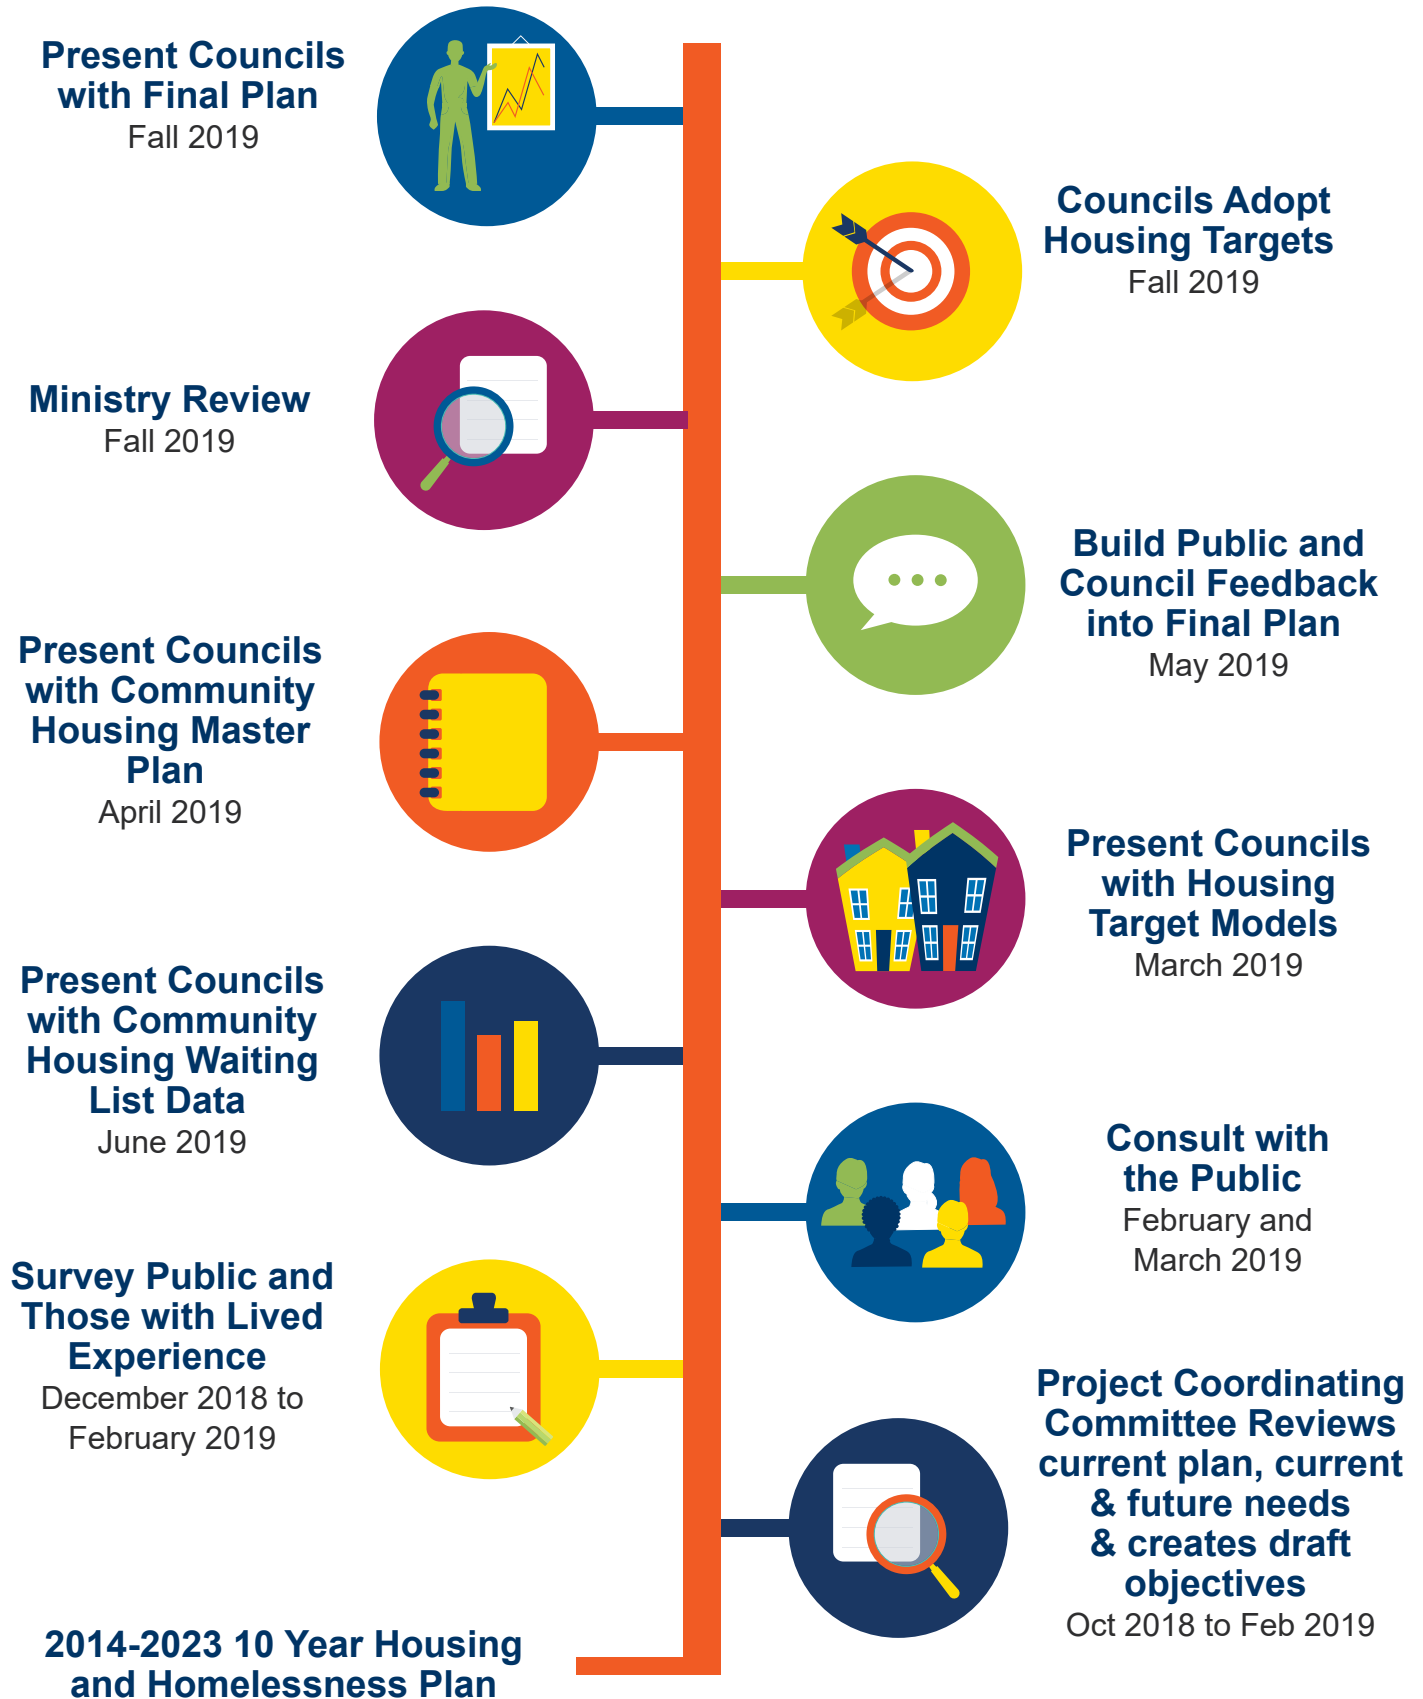 Present Councils
with Final Plan
Fall 2019
Councils Adopt
Housing Targets
Fall 2019
Ministry Review
Fall 2019
Build Public and
Council Feedback
into Final Plan
May 2019
Present Councils
with Community
Housing Master
Plan
April 2019
Present Councils
with Housing
Target Models
March 2019
Present Councils
with Community
Housing Waiting
List Data
June 2019
Consult with
the Public
February and
March 2019
Survey Public and
Those with Lived
Experience
December 2018 to
February 2019
Project Coordinating
Committee Reviews
current plan, current
& future needs
& creates draft
objectives
Oct 2018 to Feb 2019
2014-2023 10 Year Housing
and Homelessness Plan